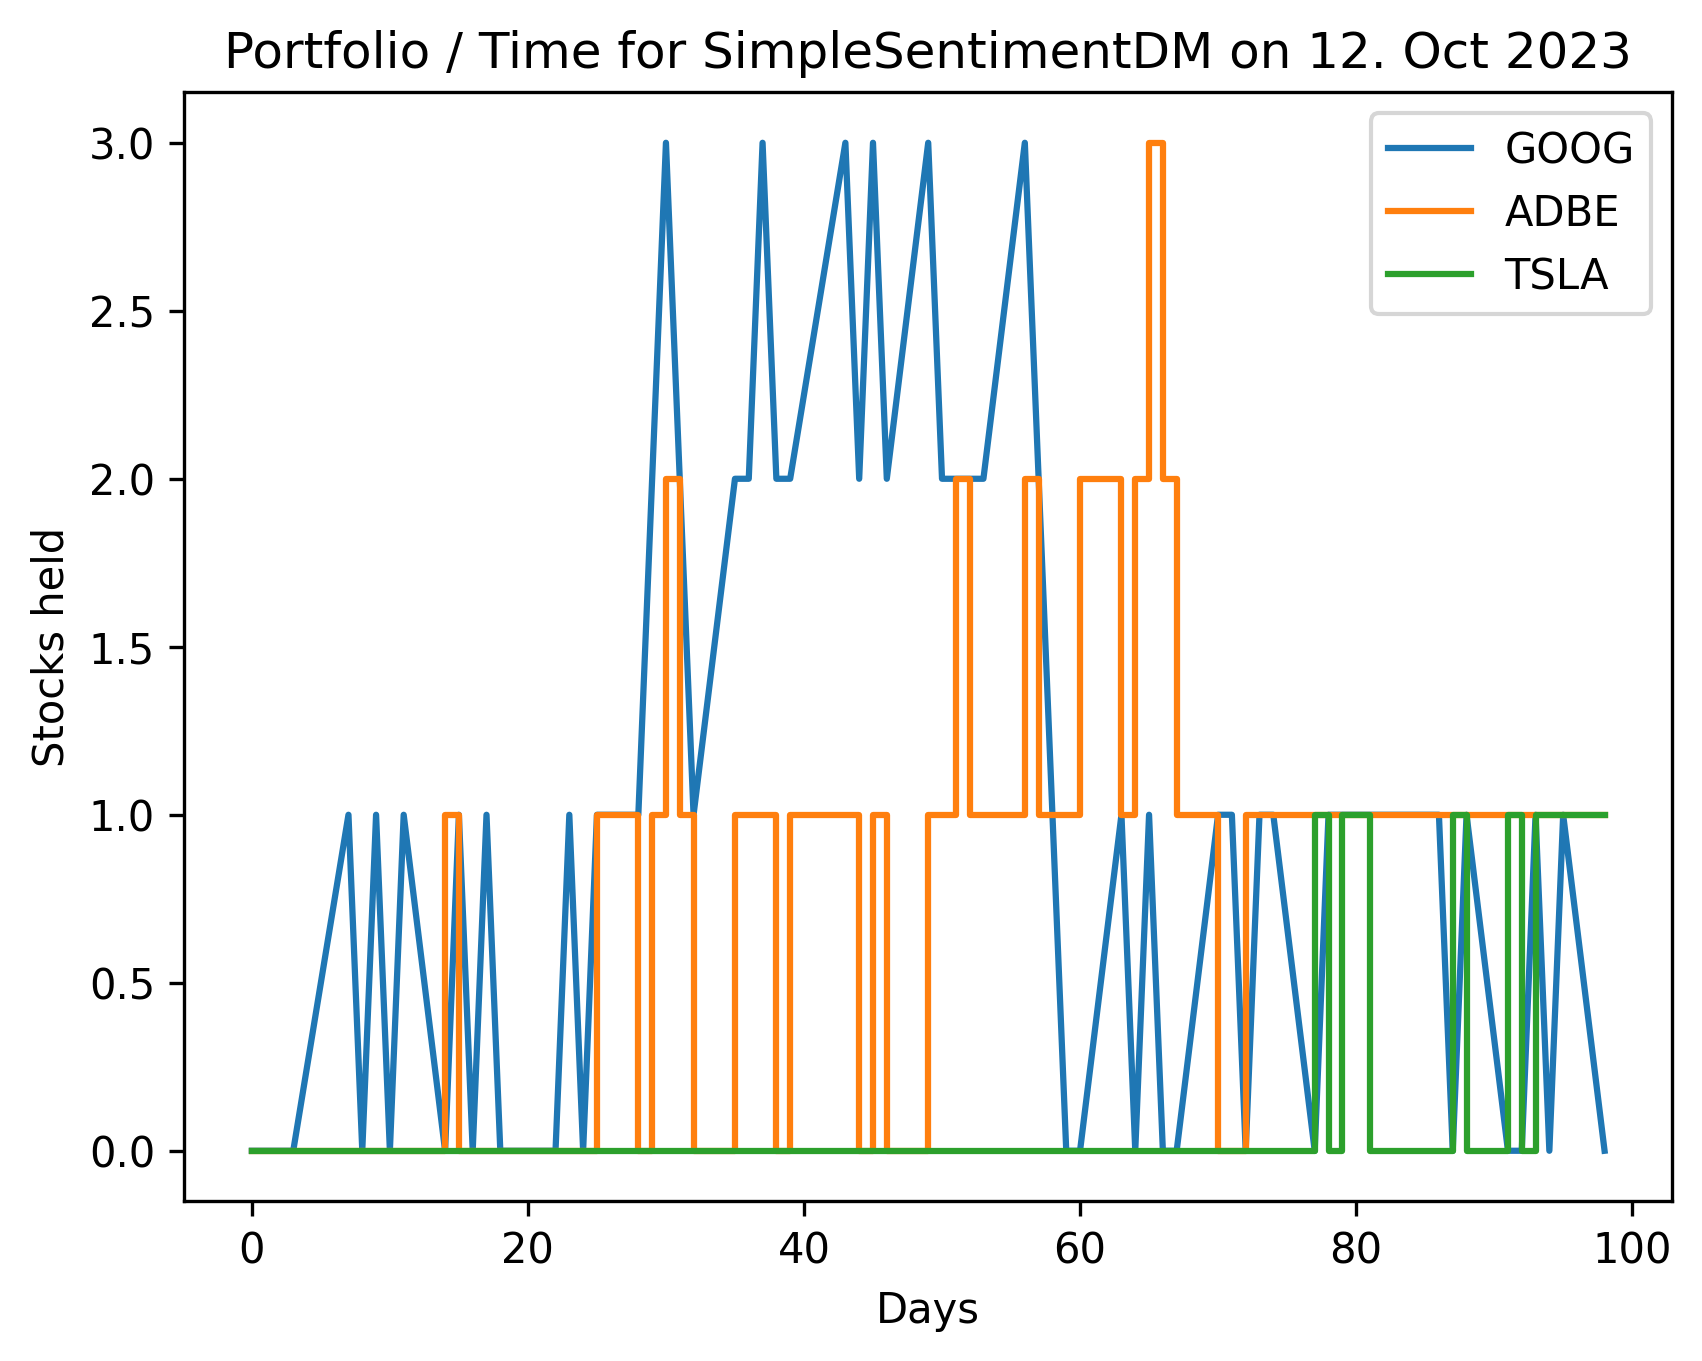 Portfolio / Time for SimpleSentimentDM on 12. Oct 2023
GOOG
ADBE
TSLA
Stocks held
3.0
2.5
2.0
1.5
1.0
0.5
0.0
0 20 40 60 80 100
Days